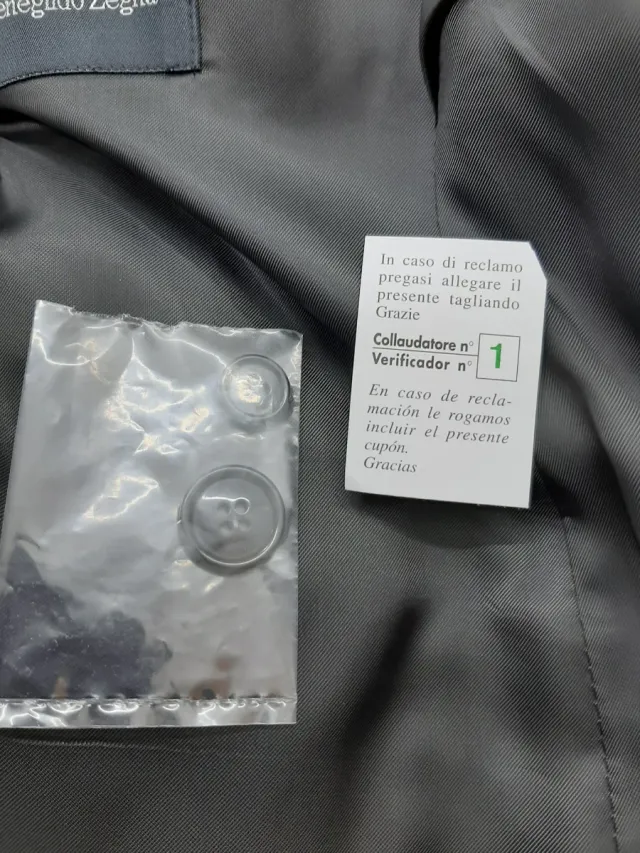 Zegna
In caso di reclamo
pregasi allegare il
presente tagliando
Grazie
Collaudatore n°
Verificador n°
1
En caso de recla-
mación le rogamos
incluir el presente
cupón.
Gracias